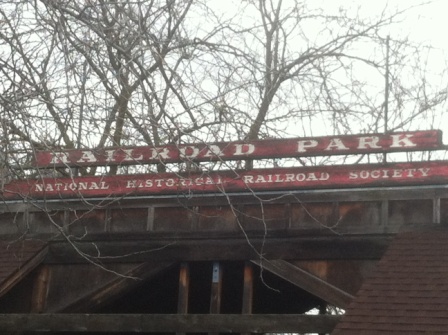 RAILROAD PARK
NATIONAL HISTORICAL RAILROAD SOCIETY